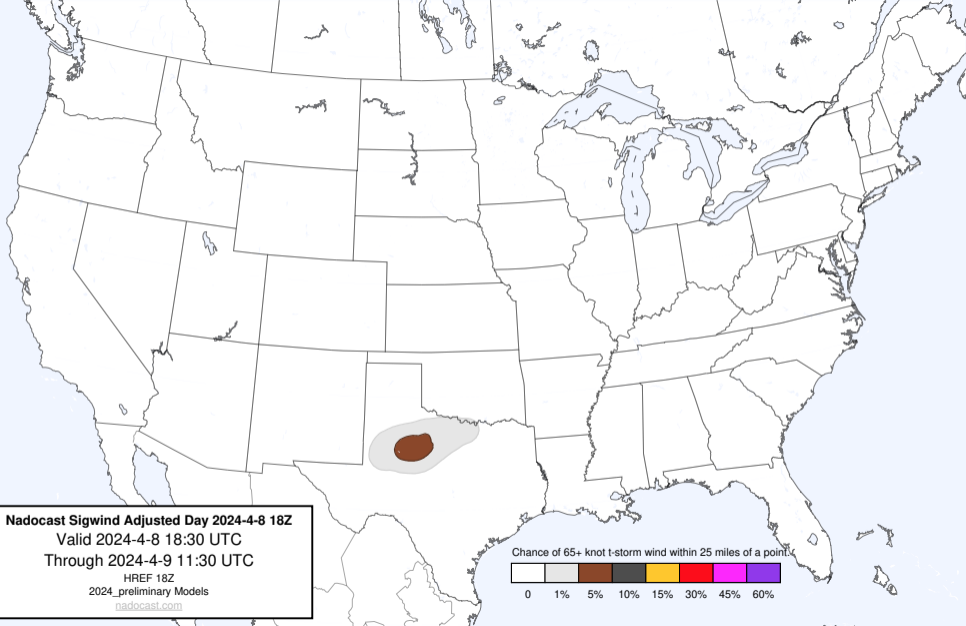 Nadocast Sigwind Adjusted Day 2024-4-8 18Z
Valid 2024-4-8 18:30 UTC
Through 2024-4-9 11:30 UTC
HREF 18Z
2024_preliminary Models
nadocast.com
Chance of 65+ knot t-storm wind within 25 miles of a point.
0 1% 5% 10% 15% 30% 45% 60%